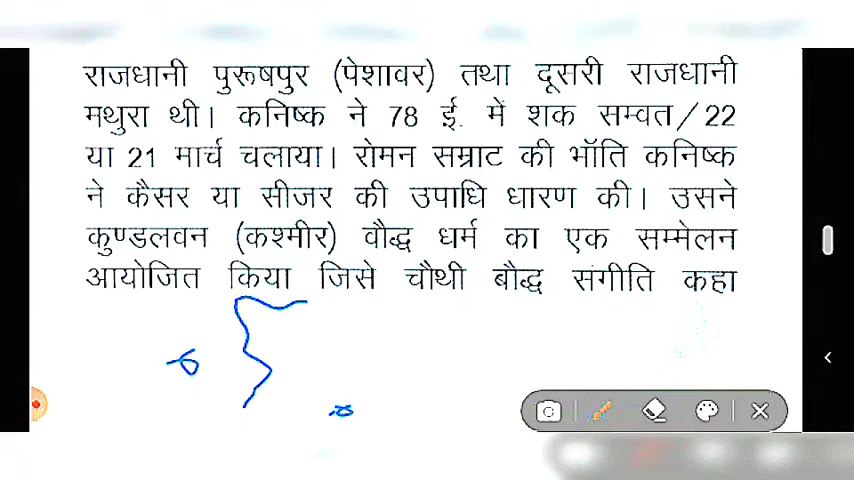 राजधानी पुरूषपुर (पेशावर) तथा दूसरी राजधानी
मथुरा थी। कनिष्क ने 78 ई. में शक सम्वत/22
या 21 मार्च चलाया। रोमन सम्राट की भॉति कनिष्क
ने कैसर या सीजर की उपाधि धारण की। उसने
कुण्डलवन (कश्मीर) वौद्ध धर्म का एक सम्मेलन
आयोजित किया जिसे चौथी बौद्ध संगीति कहा